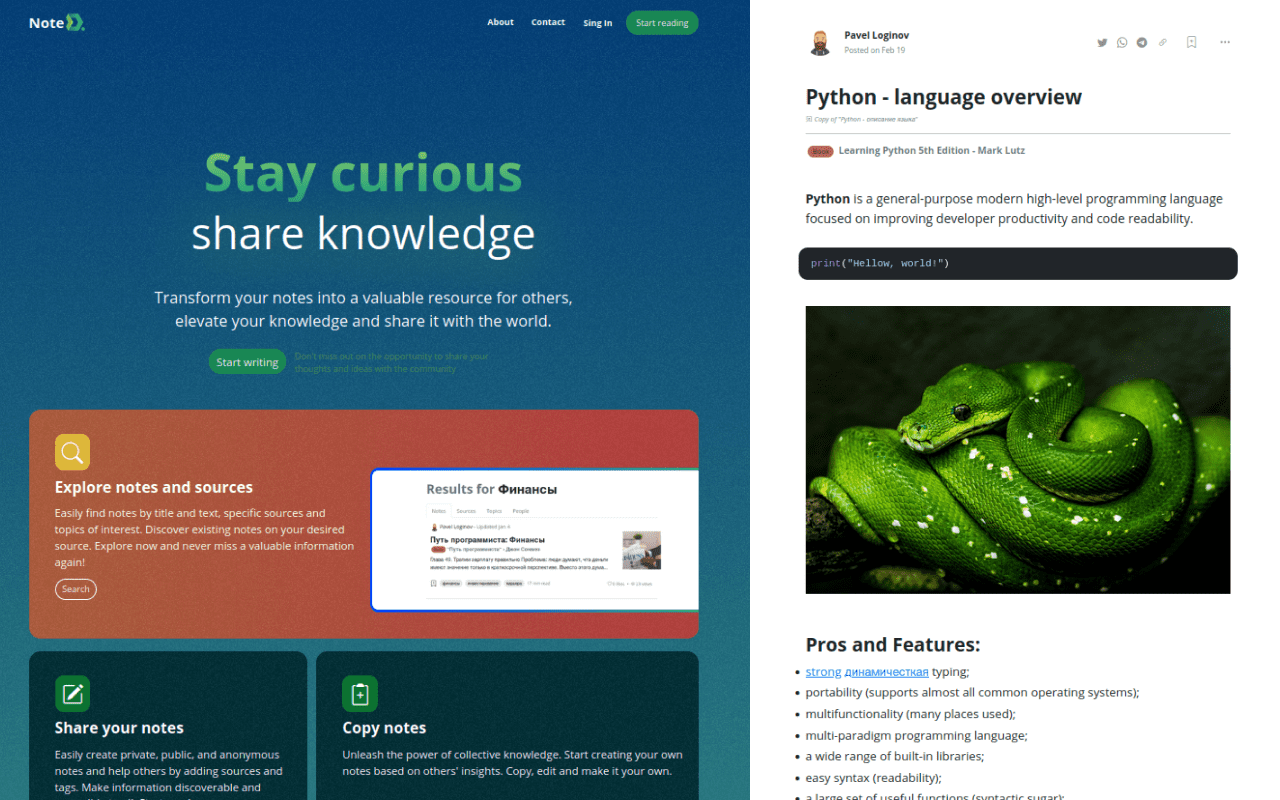 Note
About
Contact
Sing In
Start reading
Stay curious
share knowledge
Transform your notes into a valuable resource for others,
elevate your knowledge and share it with the world.
Start writing
Don't miss out on the opportunity to share your
thoughts and ideas with the community
Explore notes and sources
Easily find notes by title and text, specific sources and
topics of interest. Discover existing notes on your desired
source. Explore now and never miss a valuable information
again!
Search
Results for Финансы
Notes
Sources
Topics
People
Pavel Loginov - Updated Jan 4
Путь программиста: Финансы
"Путь программиста" - Джон Сонмез
Share your notes
Easily create private, public, and anonymous
notes and help others by adding sources and
tags. Make information discoverable and
Copy notes
Unleash the power of collective knowledge. Start creating your own
notes based on others' insights. Copy, edit and make it your own.
Pavel Loginov
Posted on Feb 19
Python - language overview
Copy of "Python - описание языка"
Book
Learning Python 5th Edition - Mark Lutz
Python is a general-purpose modern high-level programming language
focused on improving developer productivity and code readability.
print("Hellow, world!")
Pros and Features:
strong динамичесткая typing;
portability (supports almost all common operating systems);
multifunctionality (many places used);
multi-paradigm programming language;
a wide range of built-in libraries;
easy syntax (readability);
a large set of useful functions (syntactic sugar);